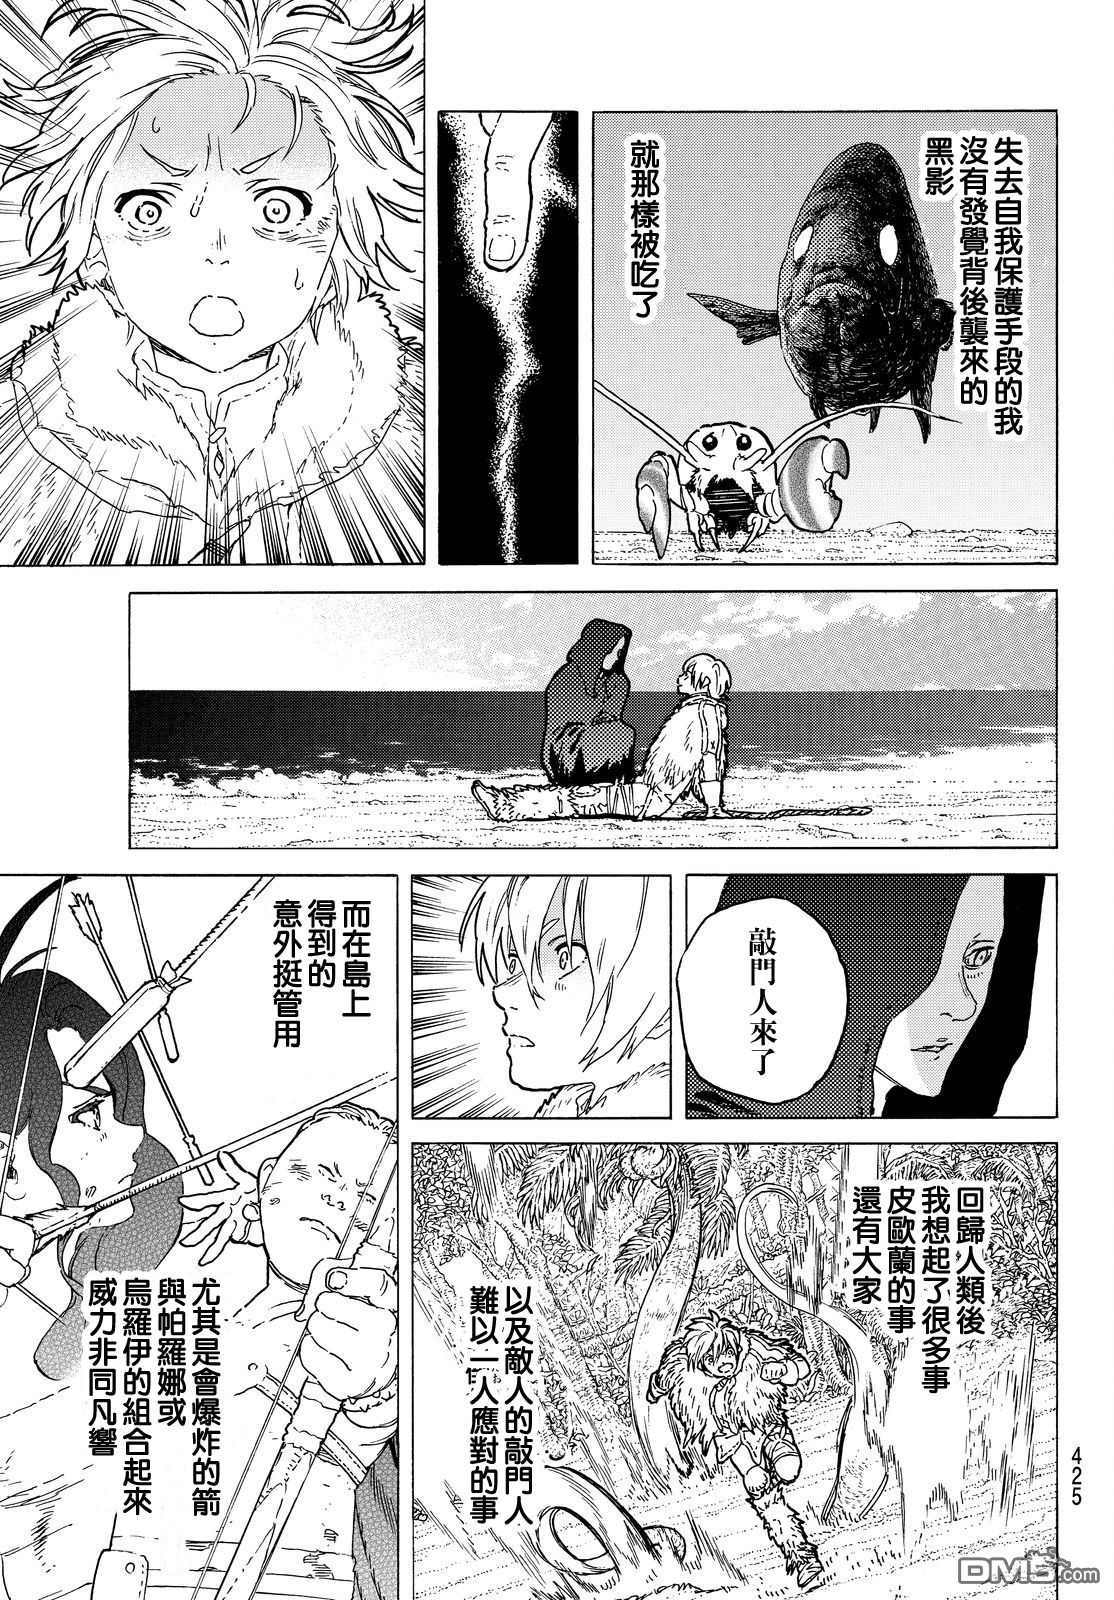 失去自我保護手段的我
沒有發覺背後襲來的
黑影
就那樣被吃了
敲門人來了
回歸人類後
我想起了很多事
皮歐蘭的事
還有大家
以及敵人的敲門人
難以一人應對的事
而在島上
得到的
意外挺管用
尤其是會爆炸的箭
與帕羅娜或
烏羅伊的組合起來
威力非同凡響
425
DM5.com